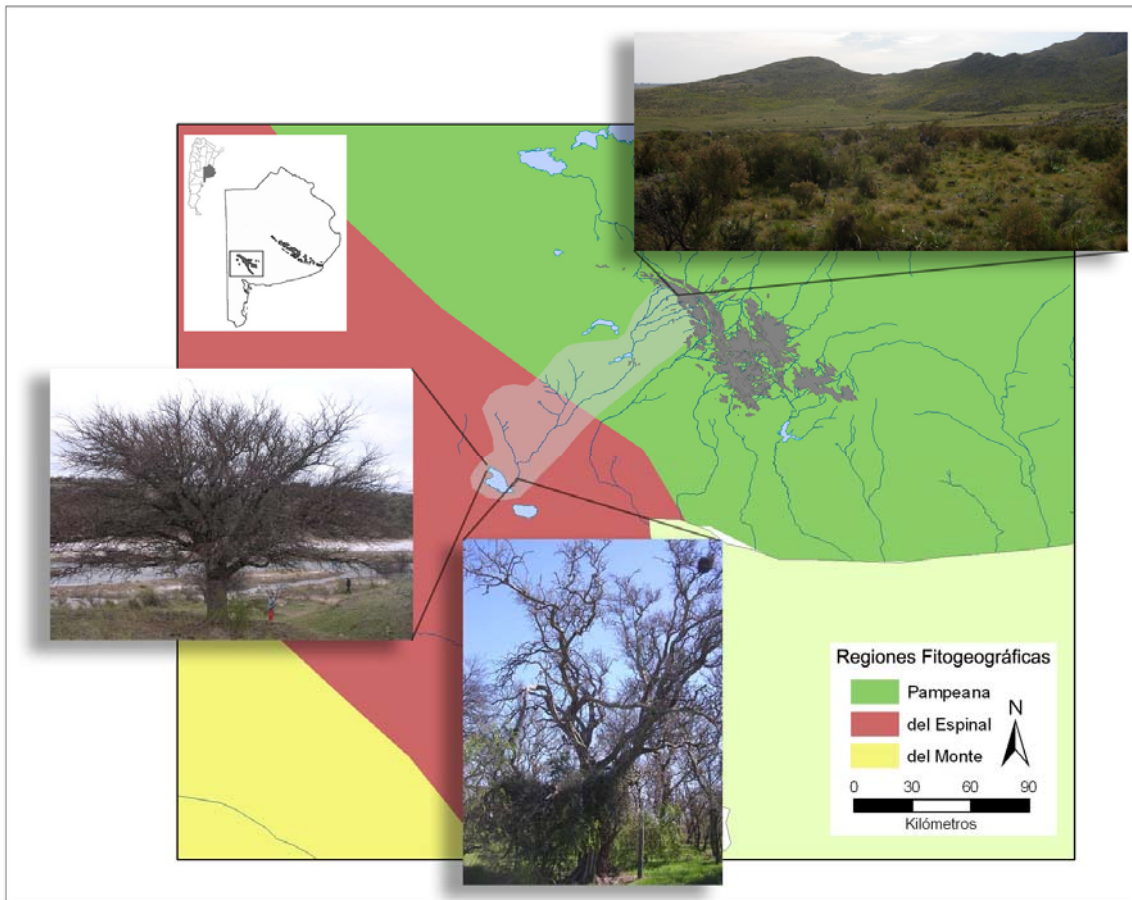 Regiones Fitogeográficas
Pampeana
del Espinal
del Monte
N
0 30 60 90
Kilómetros